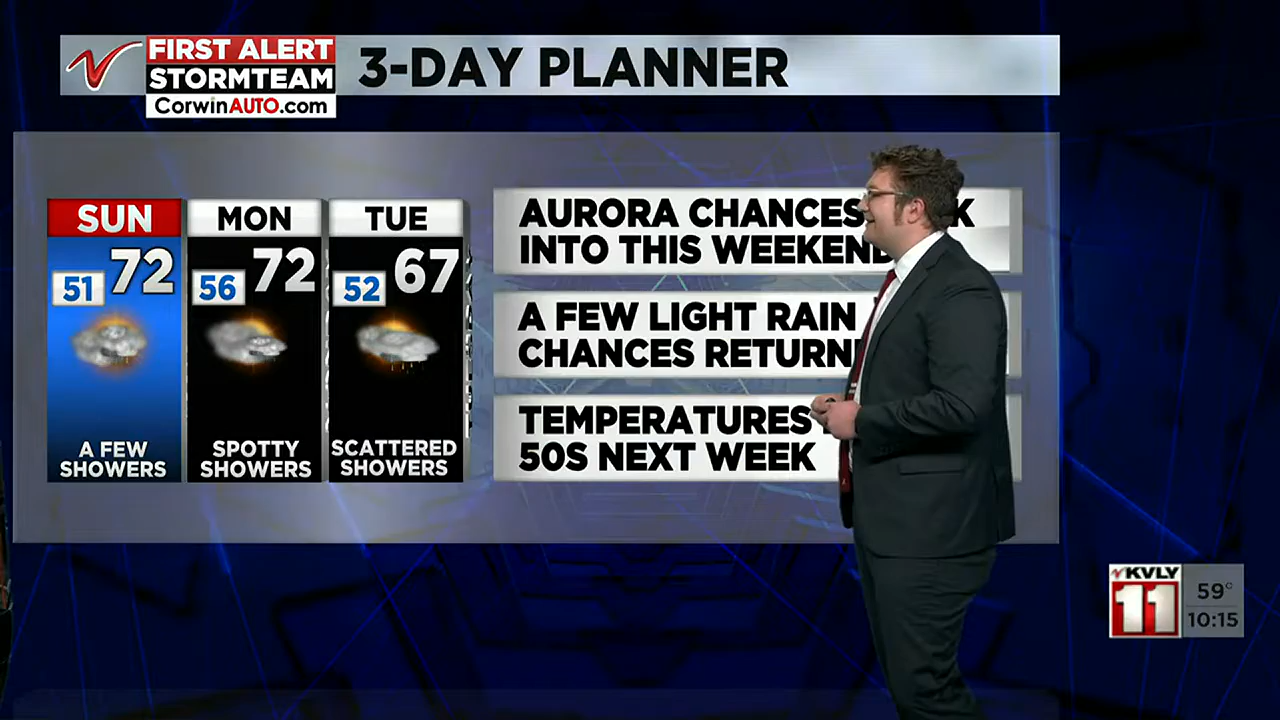 FIRST ALERT
STORMTEAM
CorwinAUTO.com
3-DAY PLANNER
SUN
51 72
A FEW
SHOWERS
MON
56 72
SPOTTY
SHOWERS
TUE
52 67
SCATTERED
SHOWERS
AURORA CHANCES
INTO THIS WEEKEND
A FEW LIGHT RAIN
CHANCES RETURN
TEMPERATURES
50S NEXT WEEK
KVLY
11
59°
10:15